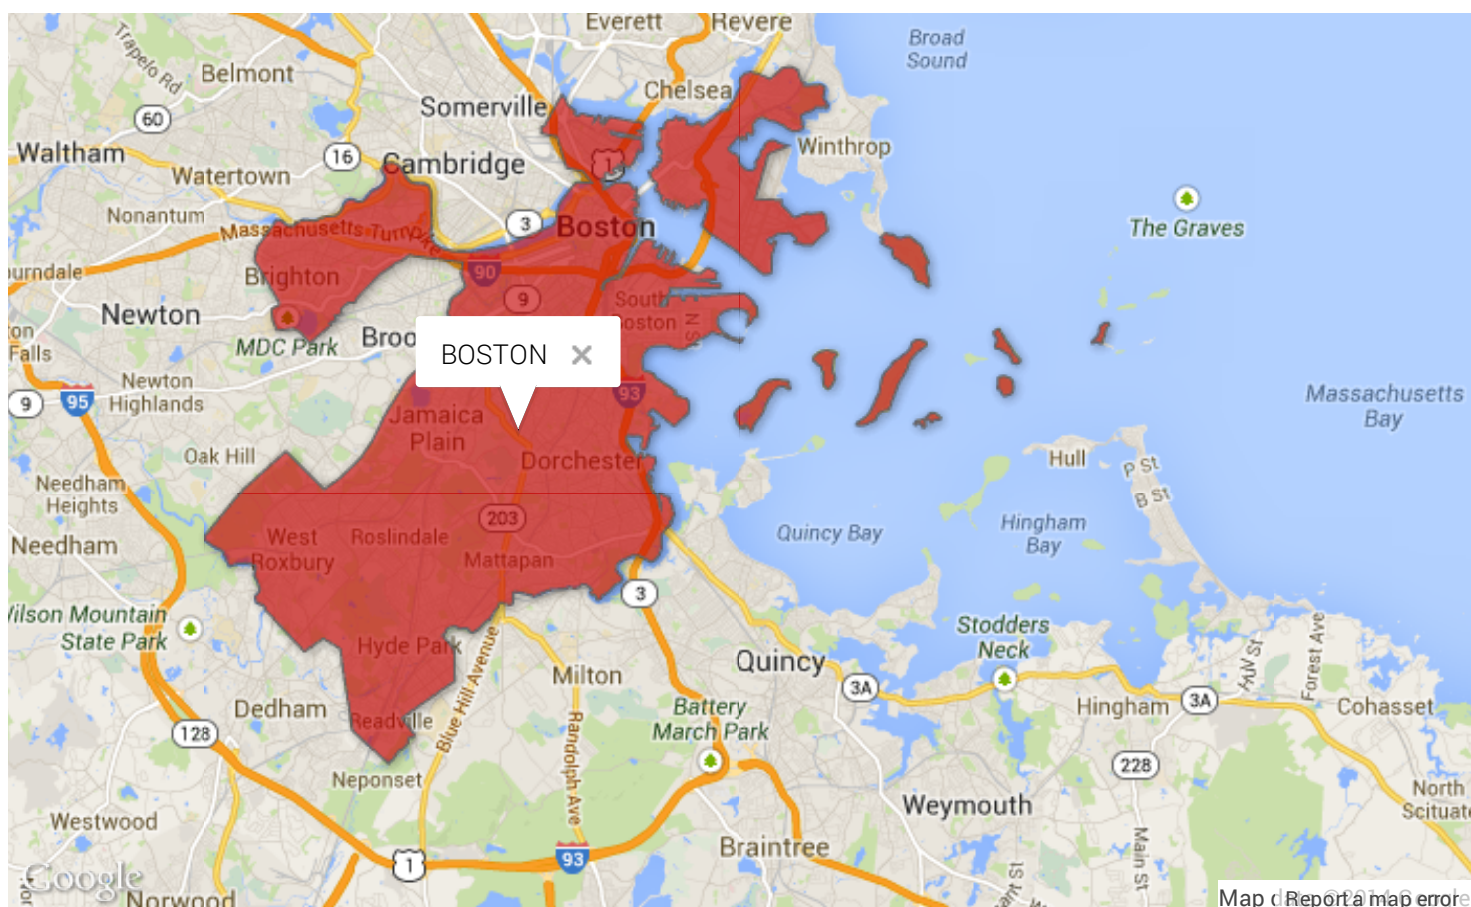 Everett
Revere
Broad
Sound
Trapelo Rd
Belmont
Chelsea
Somerville
60
Waltham
16
Cambridge
1
Winthrop
Watertown
The Graves
Nonantum
3
Boston
Massachusetts Turnpike
Brighton
90
9
South
Boston
Newton
MDC Park
Falls
BOSTON
Newton
Highlands
95
9
93
Massachusetts
Bay
Jamaica
Plain
Oak Hill
Dorchester
Hull
P St
B St
Needham
Heights
203
Quincy Bay
Hingham
Bay
Needham
West
Roxbury
Roslindale
Mattapan
3
Wilson Mountain
State Park
Hyde Park
Stodders
Neck
Blue Hill Avenue
Milton
Quincy
3A
Forest Ave
Dedham
Readville
Battery
March Park
Hingham
3A
Cohasset
128
Randolph Ave
Neponset
228
Westwood
Weymouth
North
Scituate
Braintree
Main St
1
93
Google
Norwood
Report a map error